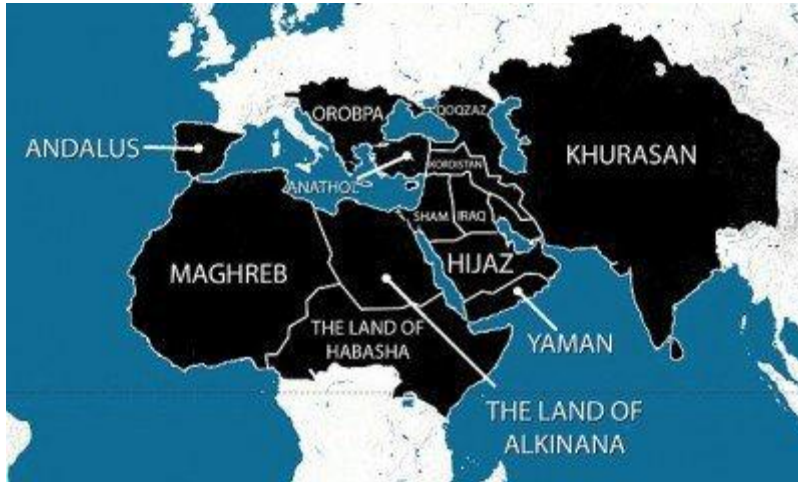 OROBPA
QOQZAZ
ANDALUS
KHURASAN
ANATHOL
KORDISTAN
SHAM
IRAQ
MAGHREB
HIJAZ
THE LAND OF
HABASHA
YAMAN
THE LAND OF
ALKINANA